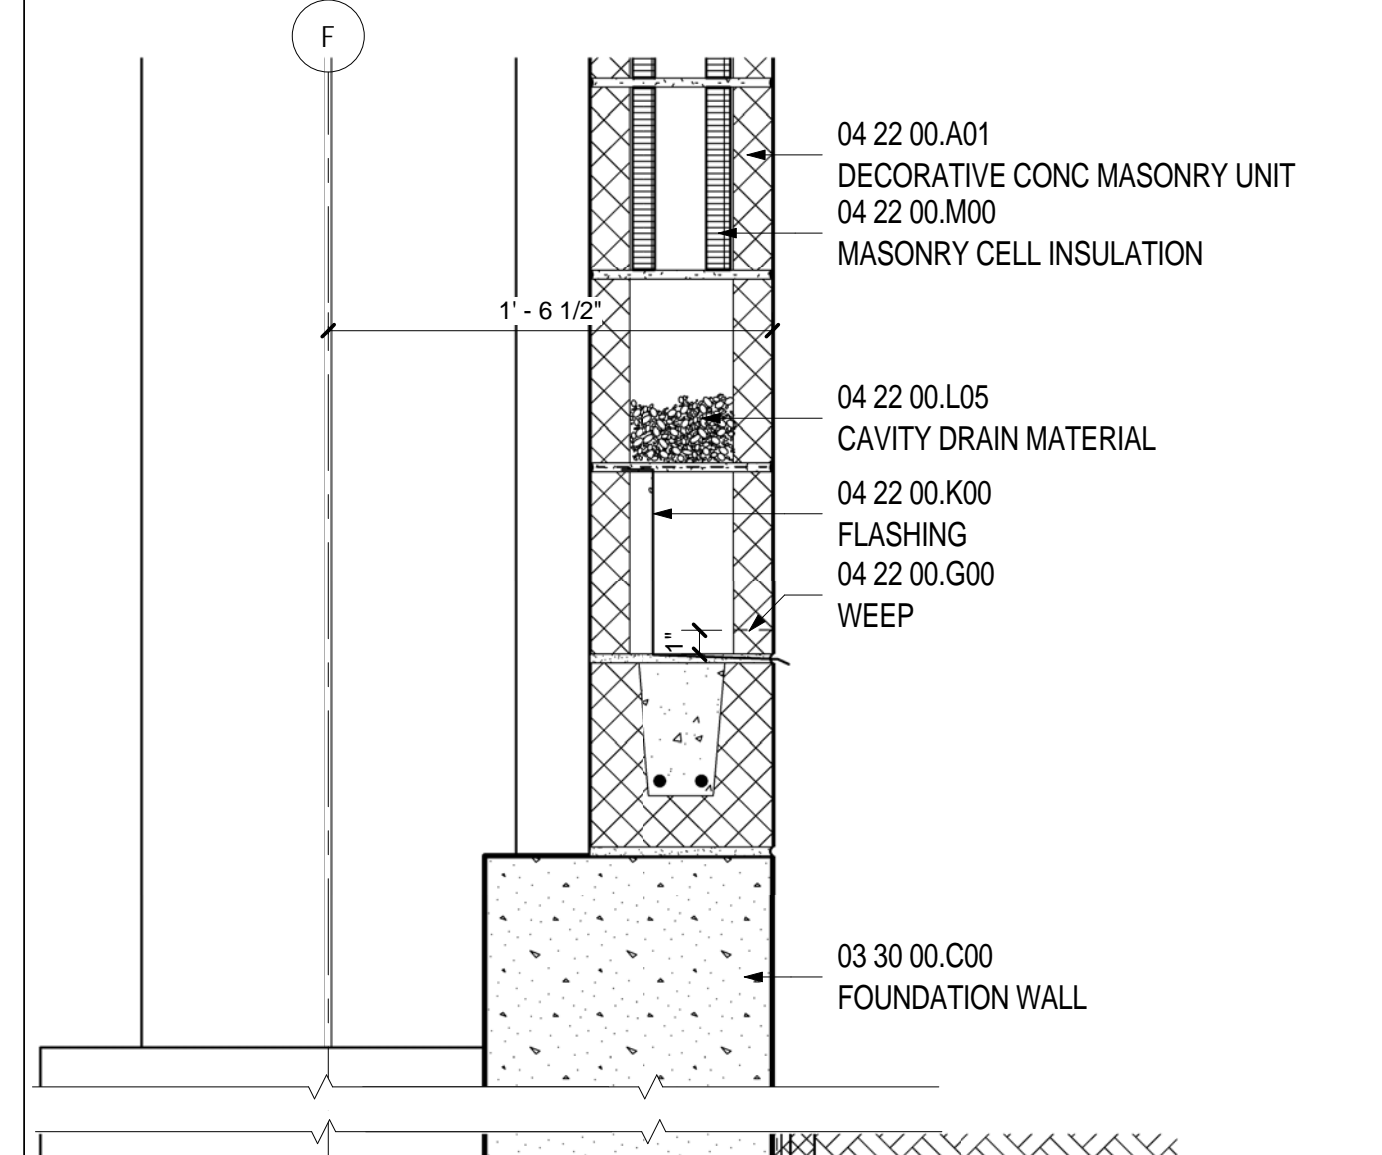 F
04 22 00.A01
DECORATIVE CONC MASONRY UNIT
04 22 00.M00
MASONRY CELL INSULATION
1' - 6 1/2"
04 22 00.L05
CAVITY DRAIN MATERIAL
04 22 00.K00
FLASHING
04 22 00.G00
WEEP
1"
03 30 00.C00
FOUNDATION WALL